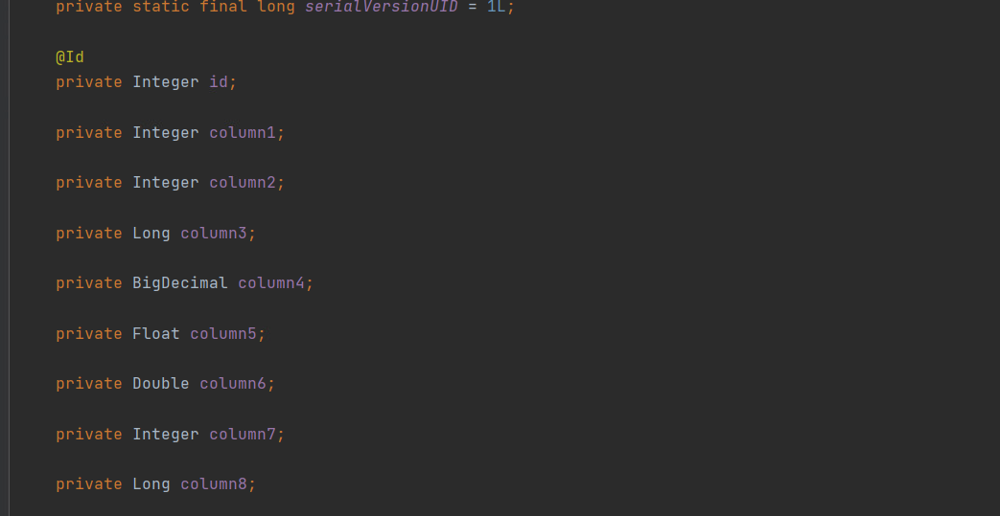 private static final long serialVersionUID = 1L;
@Id
private Integer id;
private Integer column1;
private Integer column2;
private Long column3;
private BigDecimal column4;
private Float column5;
private Double column6;
private Integer column7;
private Long column8;